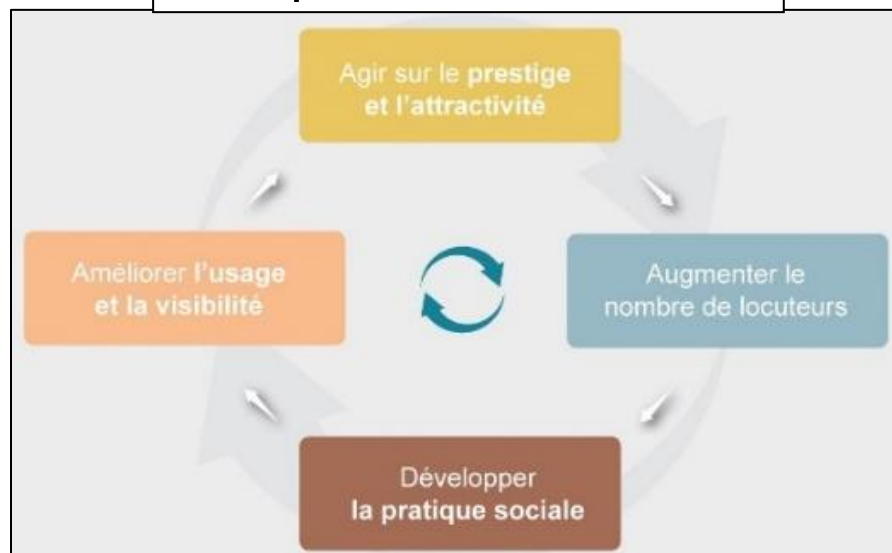 Agir sur le prestige
et l'attractivité
Augmenter le
nombre de locuteurs
Développer
la pratique sociale
Améliorer l'usage
et la visibilité